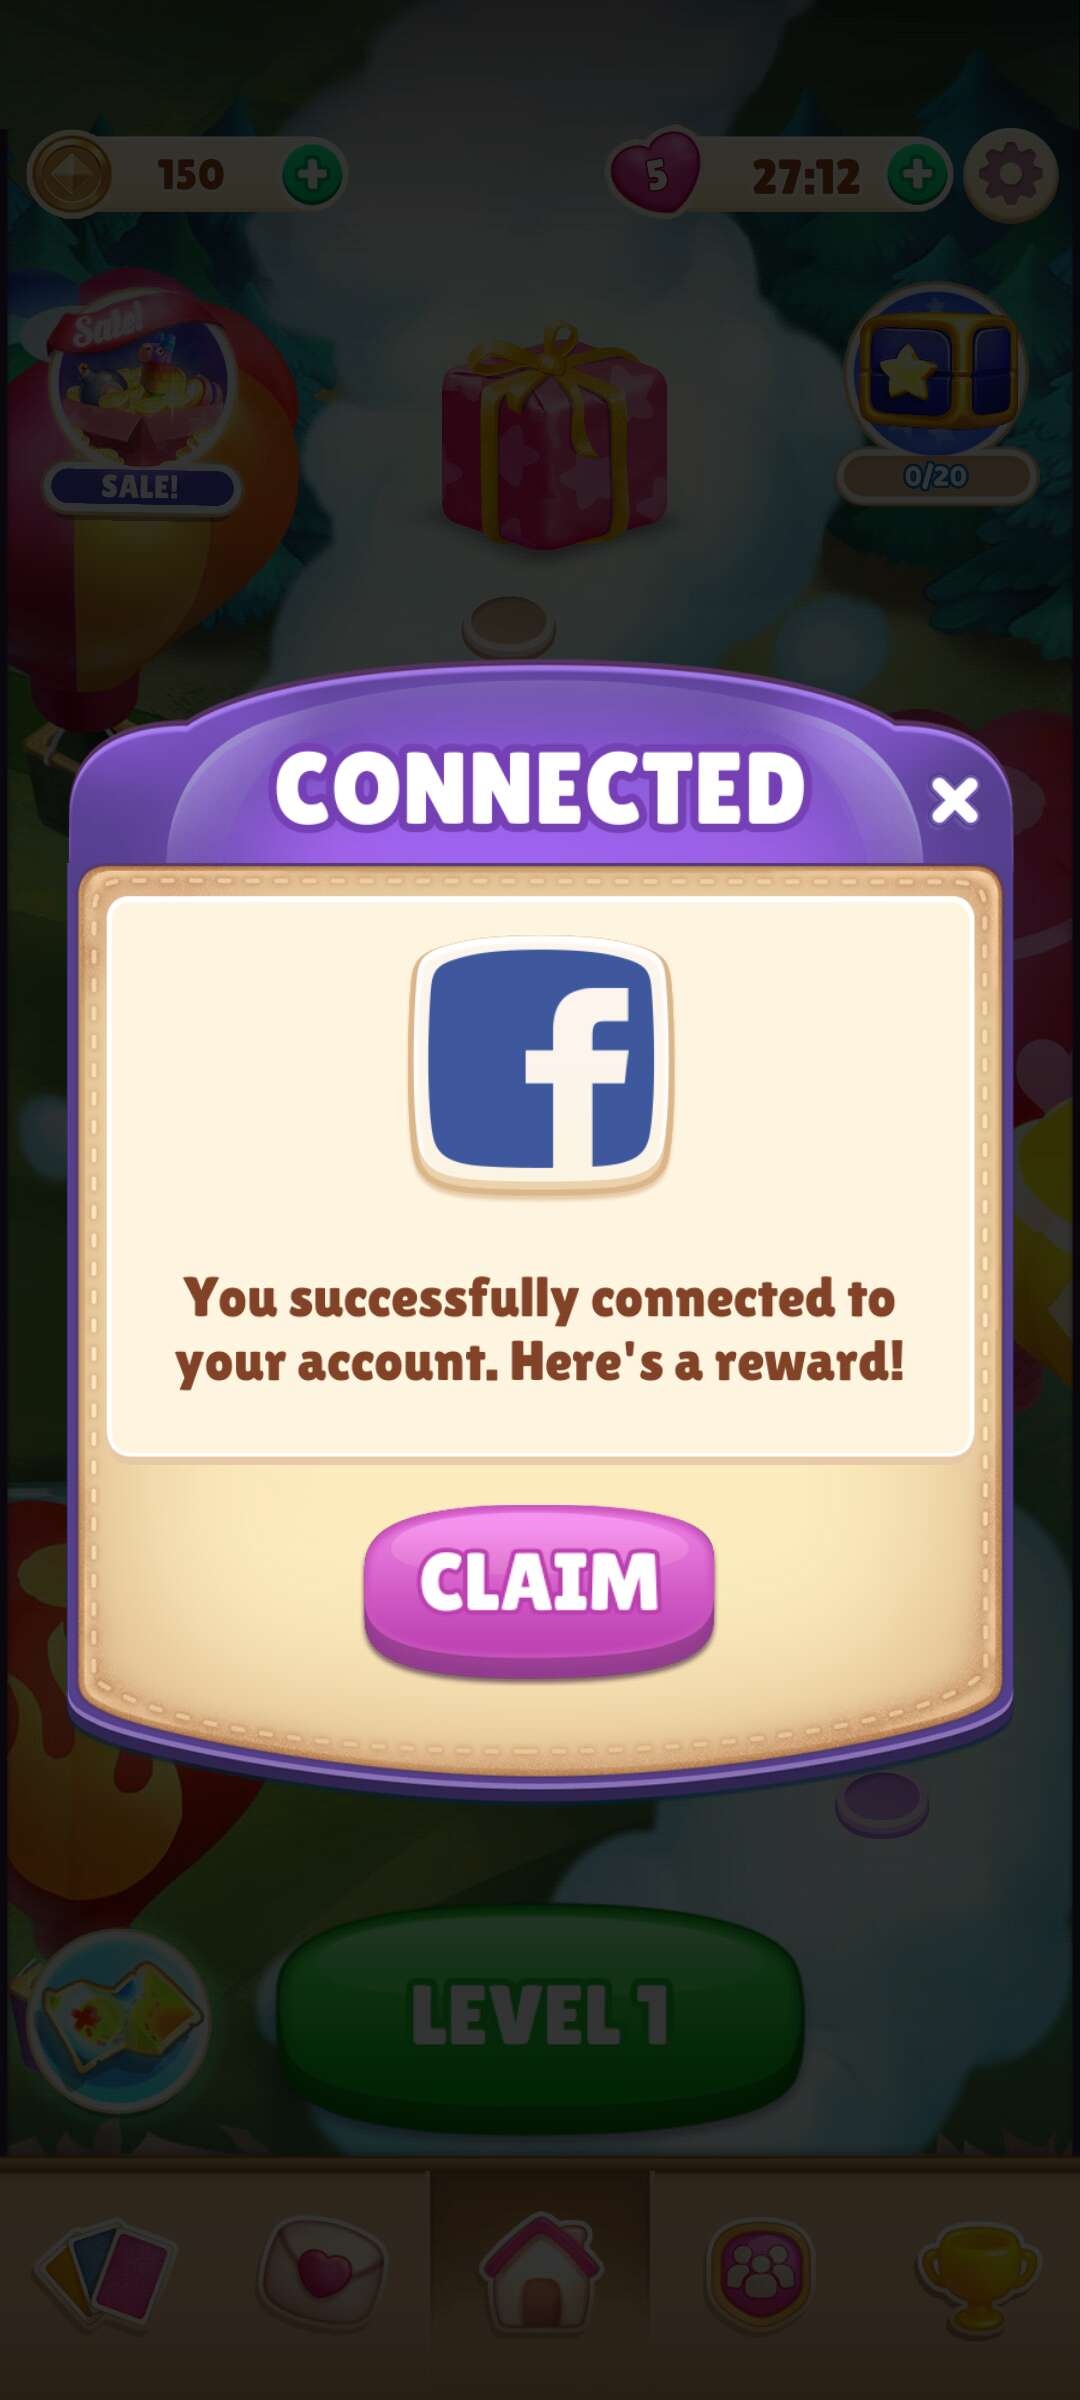 150
5
27:12
Sale!
SALE!
0/20
CONNECTED
You successfully connected to
your account. Here's a reward!
CLAIM
LEVEL 1